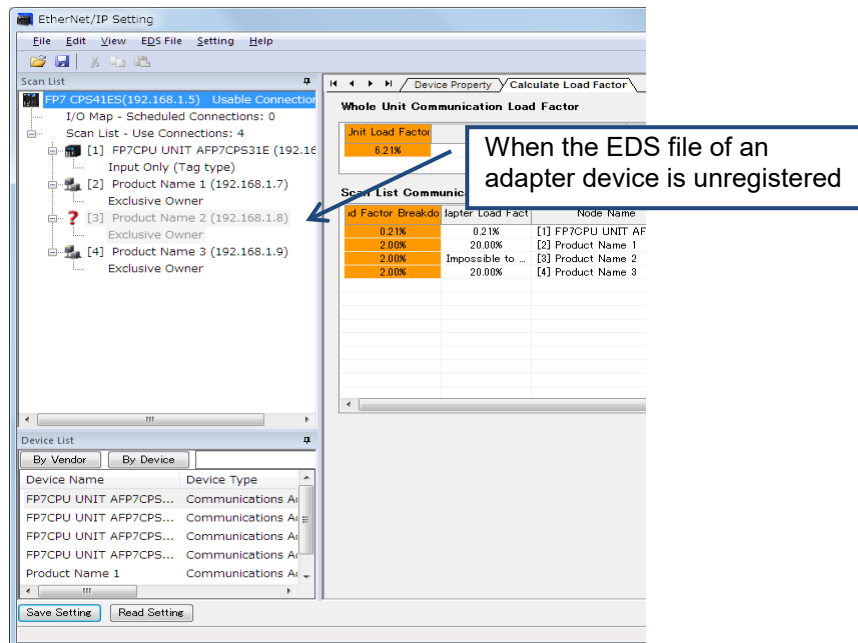 EtherNet/IP Setting
File Edit View EDS File Setting Help
Scan List
FP7 CPS41ES(192.168.1.5) Usable Connection
I/O Map - Scheduled Connections: 0
Scan List - Use Connections: 4
[1] FP7CPU UNIT AFP7CPS31E (192.16
Input Only (Tag type)
[2] Product Name 1 (192.168.1.7)
Exclusive Owner
? [3] Product Name 2 (192.168.1.8)
Exclusive Owner
[4] Product Name 3 (192.168.1.9)
Exclusive Owner
Device List
By Vendor By Device
Device Name Device Type
FP7CPU UNIT AFP7CPS... Communications A
FP7CPU UNIT AFP7CPS... Communications A
FP7CPU UNIT AFP7CPS... Communications A
FP7CPU UNIT AFP7CPS... Communications A
Product Name 1 Communications A
Save Setting Read Setting
Device Property Calculate Load Factor
Whole Unit Communication Load Factor
Unit Load Factor
6.21%
When the EDS file of an
adapter device is unregistered
Scan List Communic
d Factor Breakdo dapter Load Fact Node Name
0.21% 0.21% [1] FP7CPU UNIT AF
2.00% 20.00% [2] Product Name 1
2.00% Impossible to ... [3] Product Name 2
2.00% 20.00% [4] Product Name 3